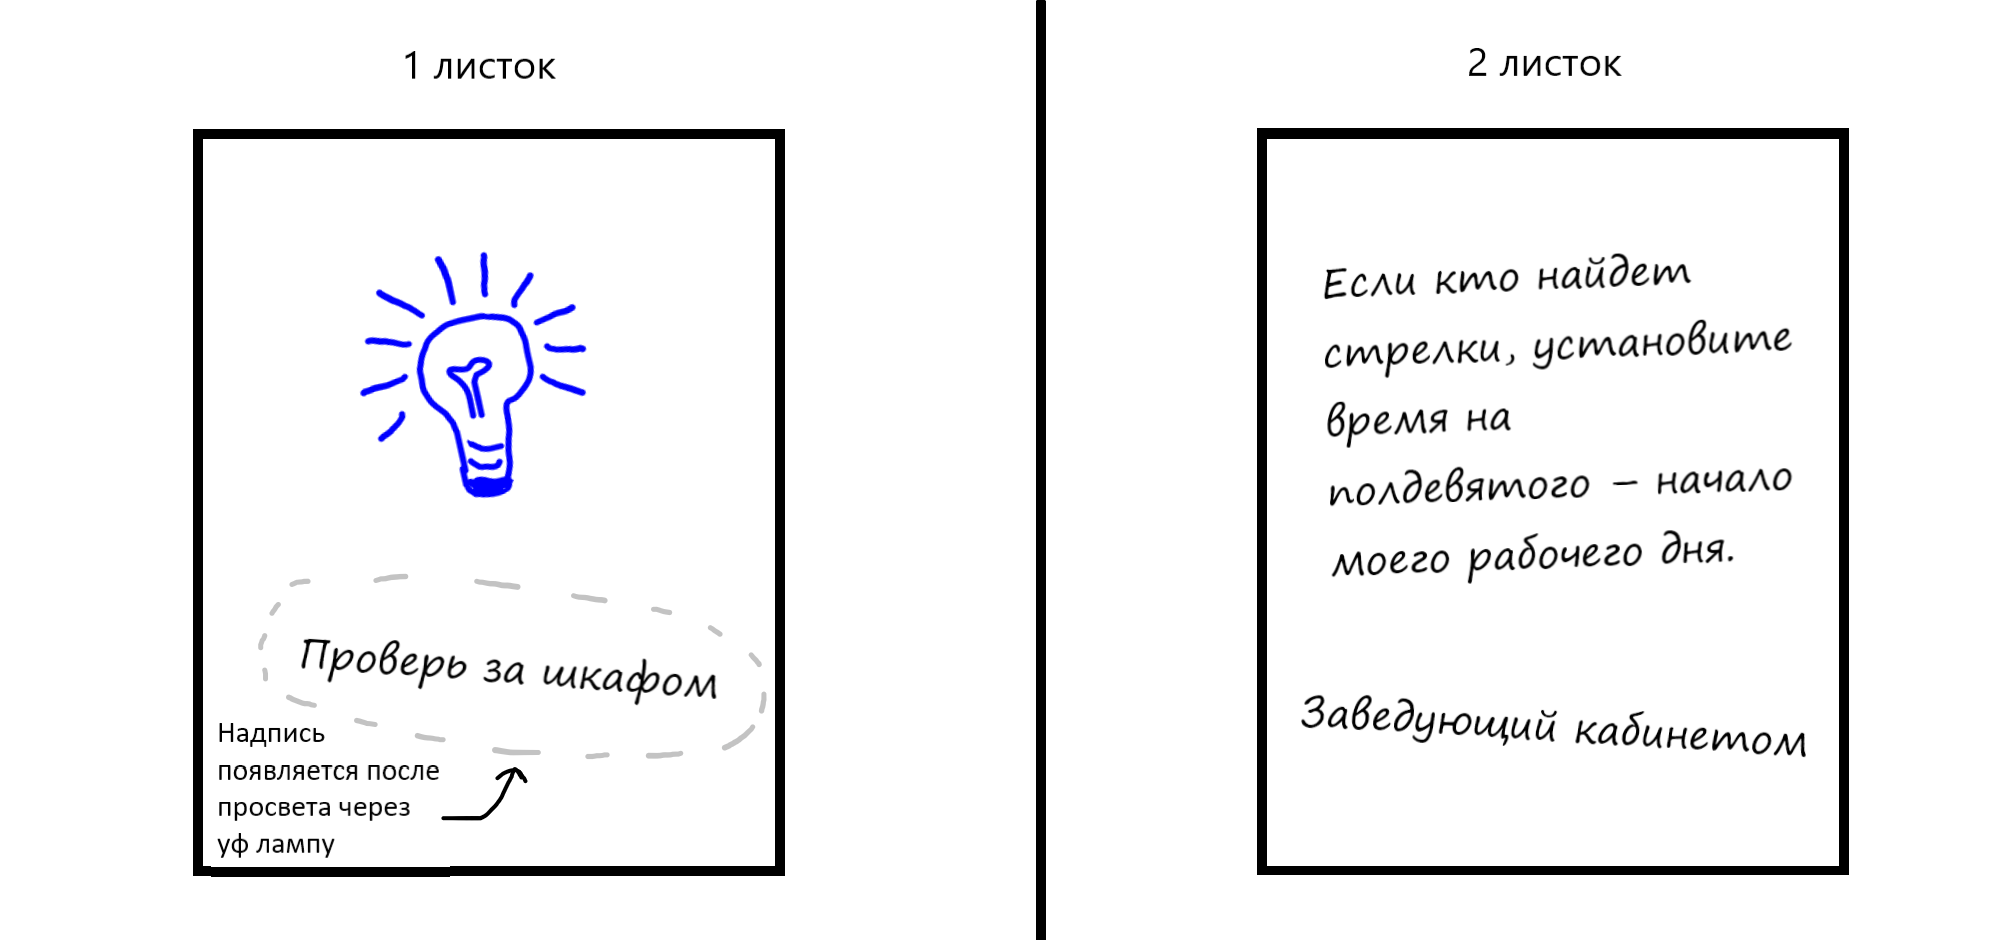 1 листок
Проверь за шкафом
Надпись
появляется после
просвета через
уф лампу
2 листок
Если кто найдет
стрелки, установите
время на
полдевятого – начало
моего рабочего дня.
Заведующий кабинетом